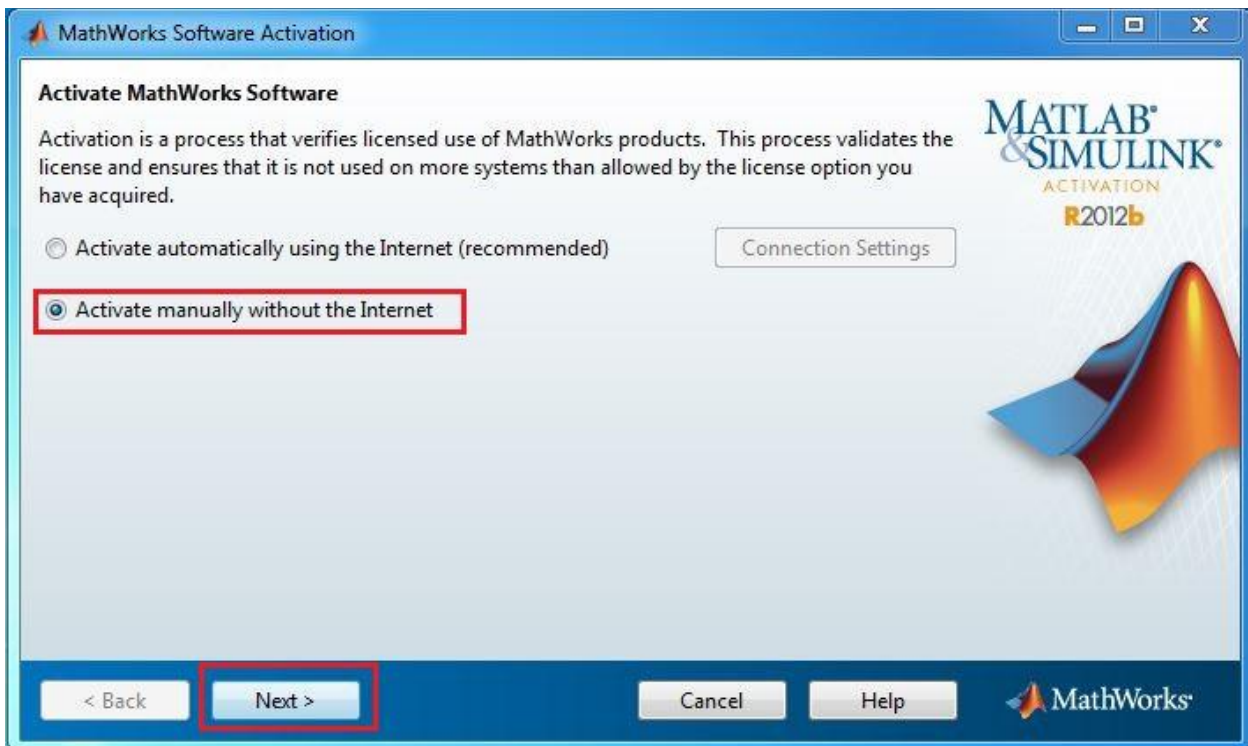 MathWorks Software Activation
Activate MathWorks Software
Activation is a process that verifies licensed use of MathWorks products. This process validates the
license and ensures that it is not used on more systems than allowed by the license option you
have acquired.
Activate automatically using the Internet (recommended)
Connection Settings
Activate manually without the Internet
MATLAB®
&SIMULINK®
ACTIVATION
R2012b
< Back
Next >
Cancel
Help
MathWorks®